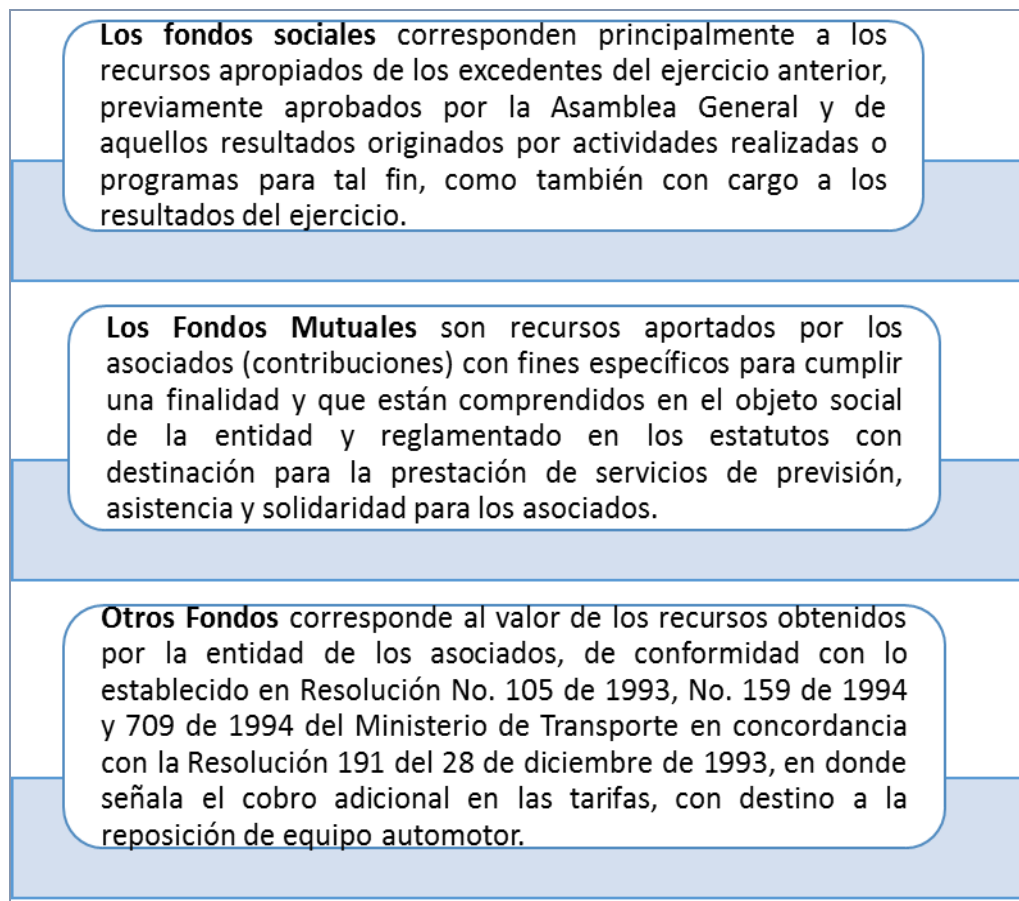 Los fondos sociales corresponden principalmente a los
recursos apropiados de los excedentes del ejercicio anterior,
previamente aprobados por la Asamblea General y de
aquellos resultados originados por actividades realizadas o
programas para tal fin, como también con cargo a los
resultados del ejercicio.
Los Fondos Mutuales son recursos aportados por los
asociados (contribuciones) con fines específicos para cumplir
una finalidad y que están comprendidos en el objeto social
de la entidad y reglamentado en los estatutos con
destinación para la prestación de servicios de previsión,
asistencia y solidaridad para los asociados.
Otros Fondos corresponde al valor de los recursos obtenidos
por la entidad de los asociados, de conformidad con lo
establecido en Resolución No. 105 de 1993, No. 159 de 1994
y 709 de 1994 del Ministerio de Transporte en concordancia
con la Resolución 191 del 28 de diciembre de 1993, en donde
señala el cobro adicional en las tarifas, con destino a la
reposición de equipo automotor.